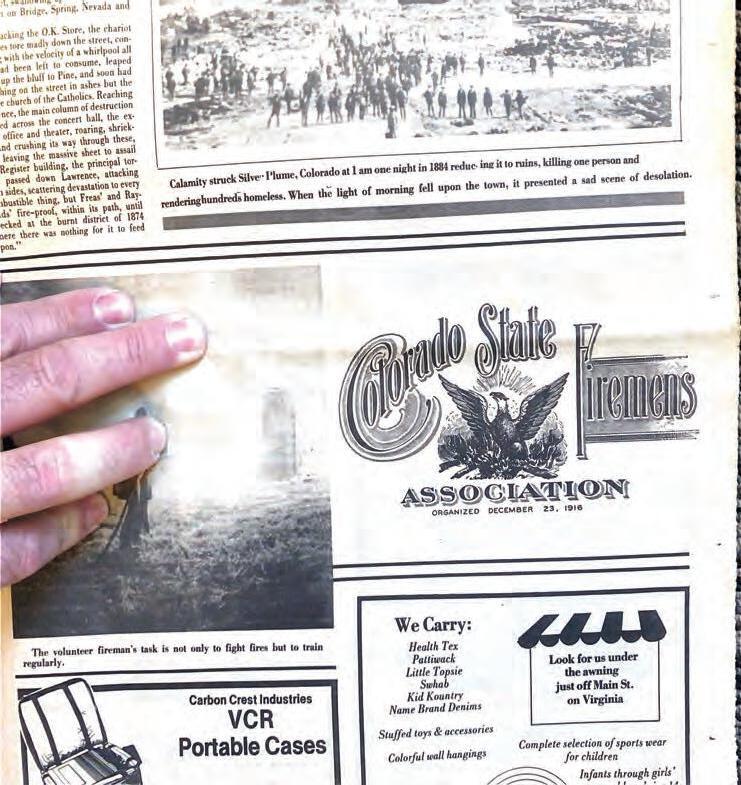 on Bridge, Spring, Nevada and
acking the O.K. Store, the chariot
tore madly down the street, con-
with the velocity of a whirlpool all
ad been left to consume, leaped
up the bluff to Pine, and soon had
hing on the street in ashes but the
e church of the Catholics. Reaching
nce, the main column of destruction
ed across the concert hall, the ex-
office and theater, roaring, shriek-
nd crushing its way through these,
leaving the massive sheet to assail
Register building, the principal tor-
passed down Lawrence, attacking
sides, scattering devastation to every
bustible thing, but Freas' and Ray-
ds' fire-proof, within its path, until
ecked at the burnt district of 1874
here there was nothing for it to feed
pon."
Calamity struck Silver Plume, Colorado at 1 am one night in 1884 reduc ing it to ruins, killing one person and
renderinghundreds homeless. When the light of morning fell upon the town, it presented a sad scene of desolation.
Colorado State Firemens
ASSOCIATION
ORGANIZED DECEMBER 23, 1916
The volunteer fireman's task is not only to fight fires but to train
regularly.
Carbon Crest Industries
VCR
Portable Cases
We Carry:
Health Tex
Pattiwack
Little Topsie
Swhab
Kid Kountry
Name Brand Denims
Stuffed toys & accessories
Colorful wall hangings
Look for us under
the awning
just off Main St.
on Virginia
Complete selection of sports wear
for children
Infants through girls'